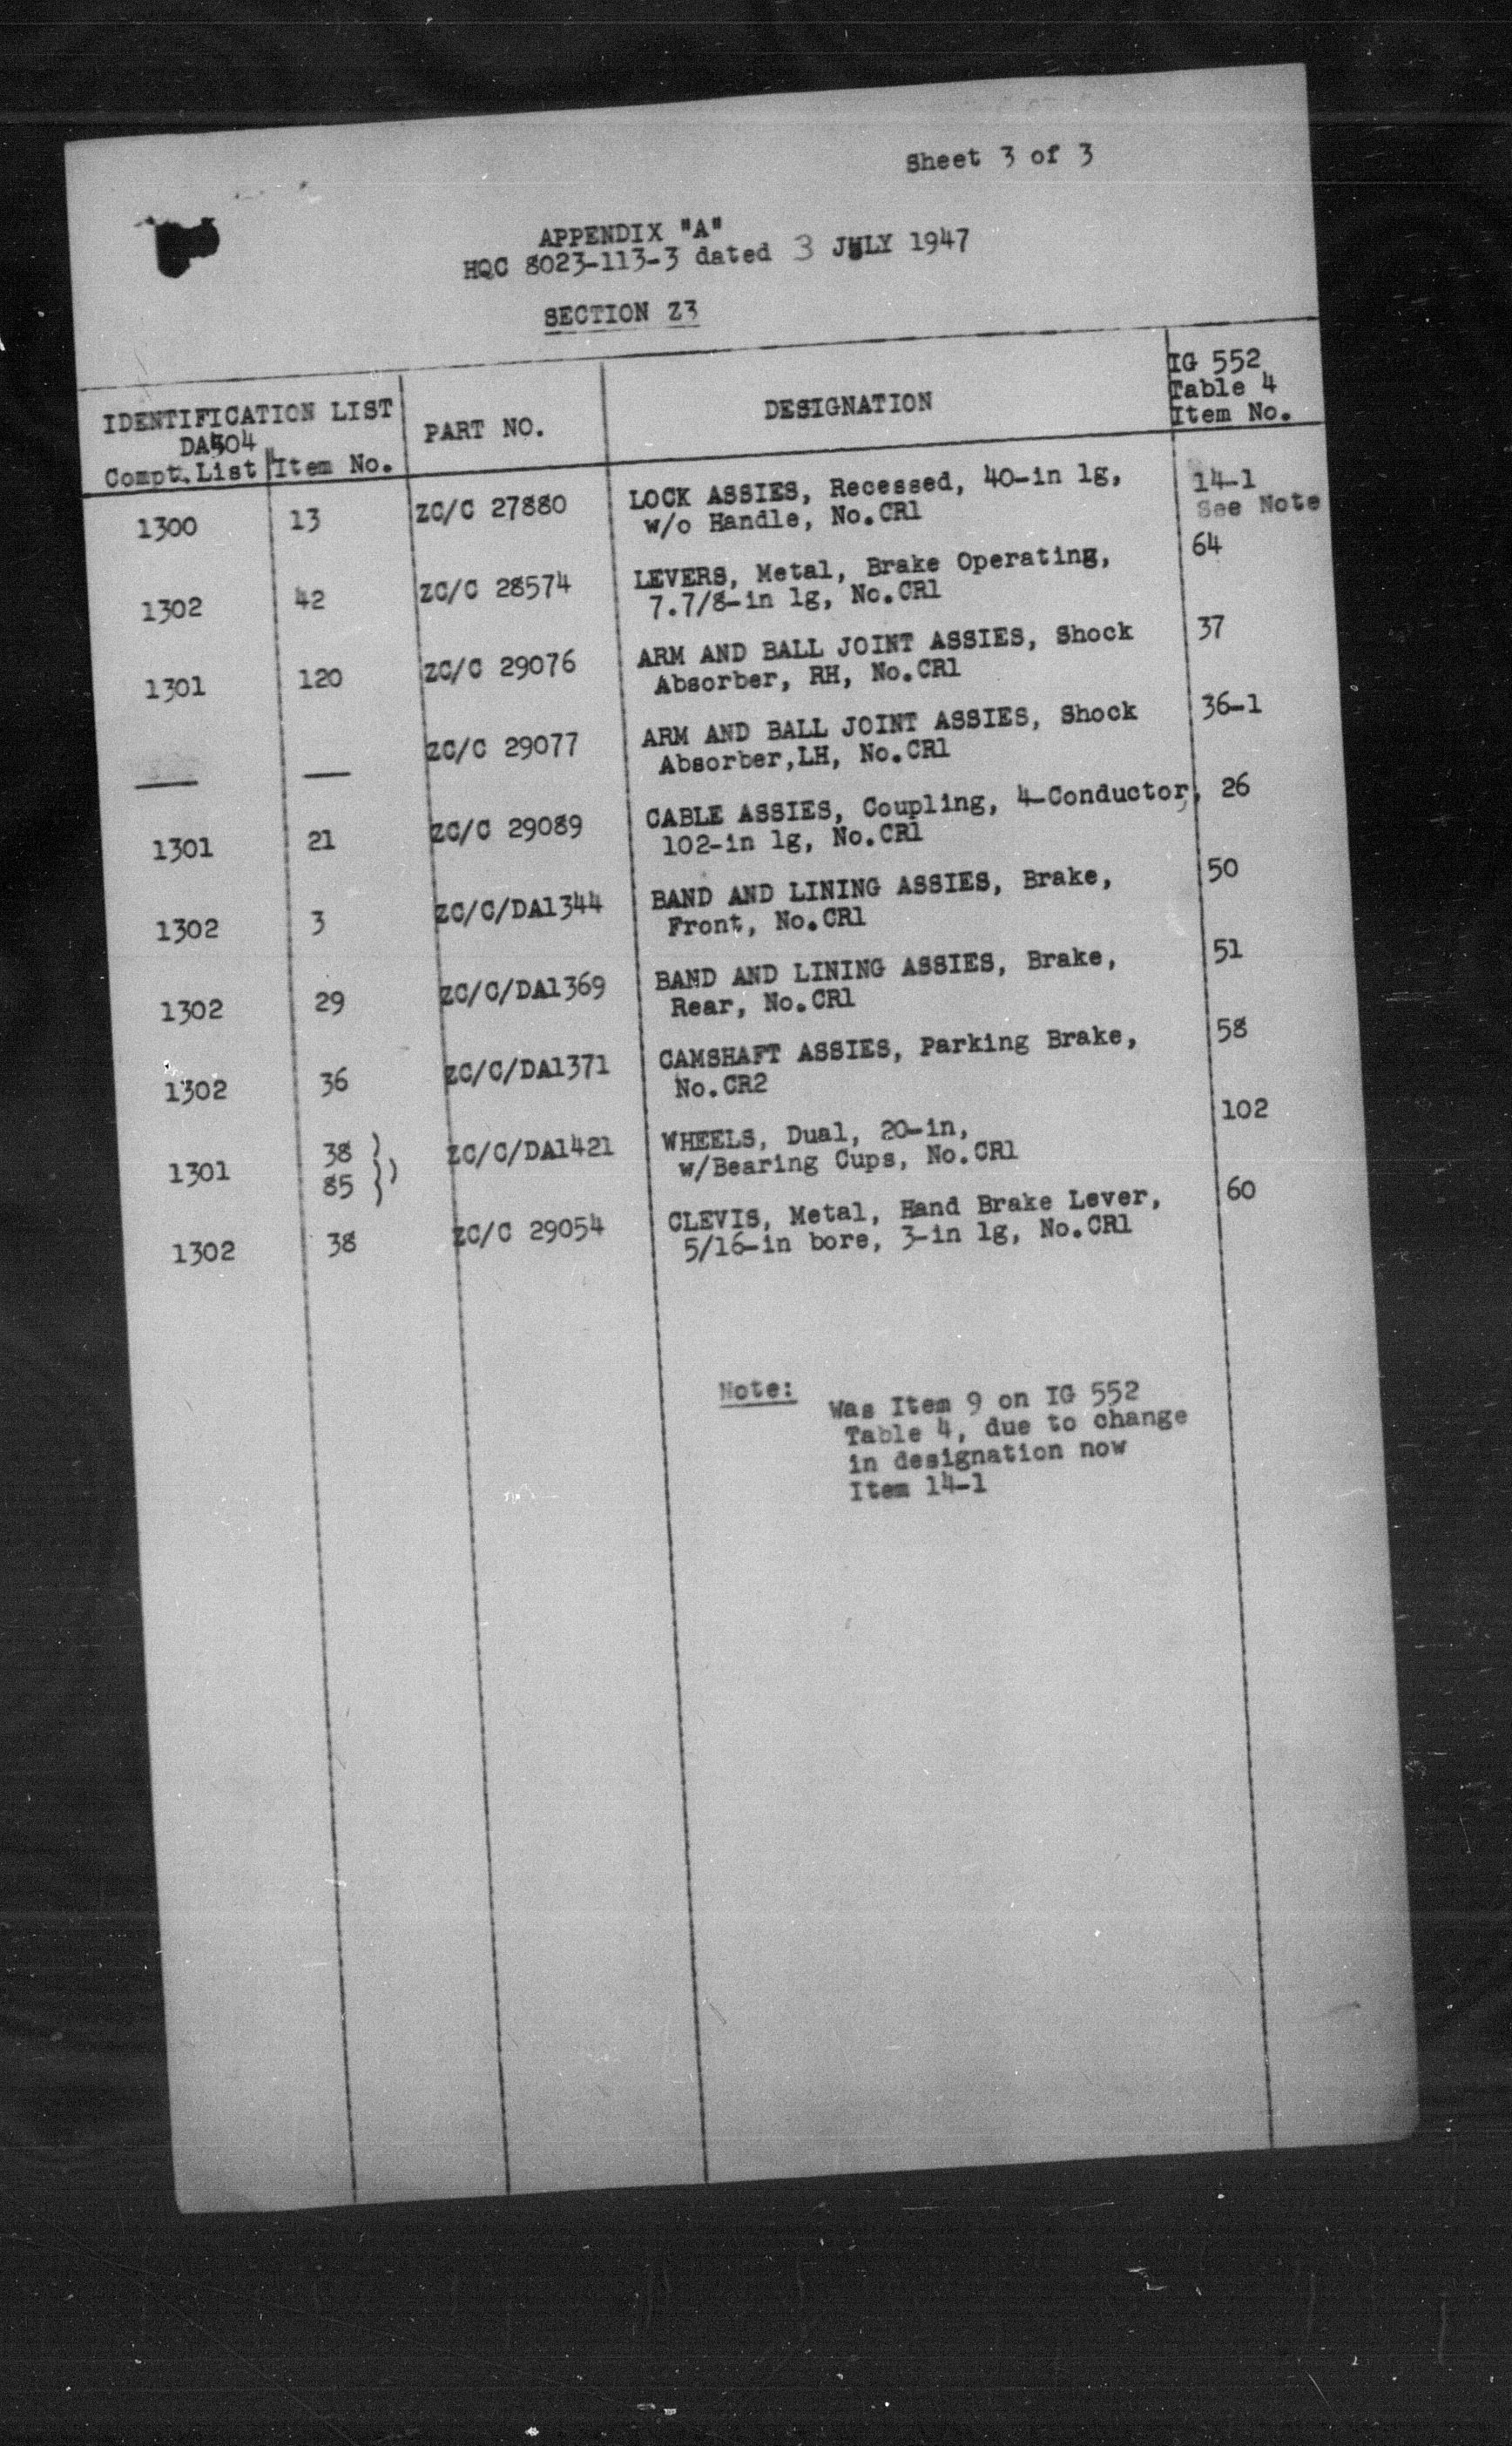 Sheet 3 of 3
APPENDIX "A"
HQC 8023-113-3 dated 3 JULY 1947
SECTION Z3
IDENTIFICATION LIST
DA504
Compt. List Item No.
PART NO.
DESIGNATION
IG 552
Table 4
Item No.
1300 13 ZC/C 27880 LOCK ASSIES, Recessed, 40-in lg, 14-1
w/o Handle, No.CR1 See Note
1302 42 ZC/C 28574 LEVERS, Metal, Brake Operating, 64
7.7/8-in lg, No.CR1
1301 120 ZC/C 29076 ARM AND BALL JOINT ASSIES, Shock 37
Absorber, RH, No.CR1
— — ZC/C 29077 ARM AND BALL JOINT ASSIES, Shock 36-1
Absorber,LH, No.CR1
1301 21 ZC/C 29089 CABLE ASSIES, Coupling, 4-Conductor, 26
102-in lg, No.CR1
1302 3 ZC/C/DA1344 BAND AND LINING ASSIES, Brake, 50
Front, No.CR1
1302 29 ZC/C/DA1369 BAND AND LINING ASSIES, Brake, 51
Rear, No.CR1
1302 36 ZC/C/DA1371 CAMSHAFT ASSIES, Parking Brake, 58
No.CR2
1301 38 ) ZC/C/DA1421 WHEELS, Dual, 20-in, 102
85 )) w/Bearing Cups, No.CR1
1302 38 ZC/C 29054 CLEVIS, Metal, Hand Brake Lever, 60
5/16-in bore, 3-in lg, No.CR1
Note: Was Item 9 on IG 552
Table 4, due to change
in designation now
Item 14-1